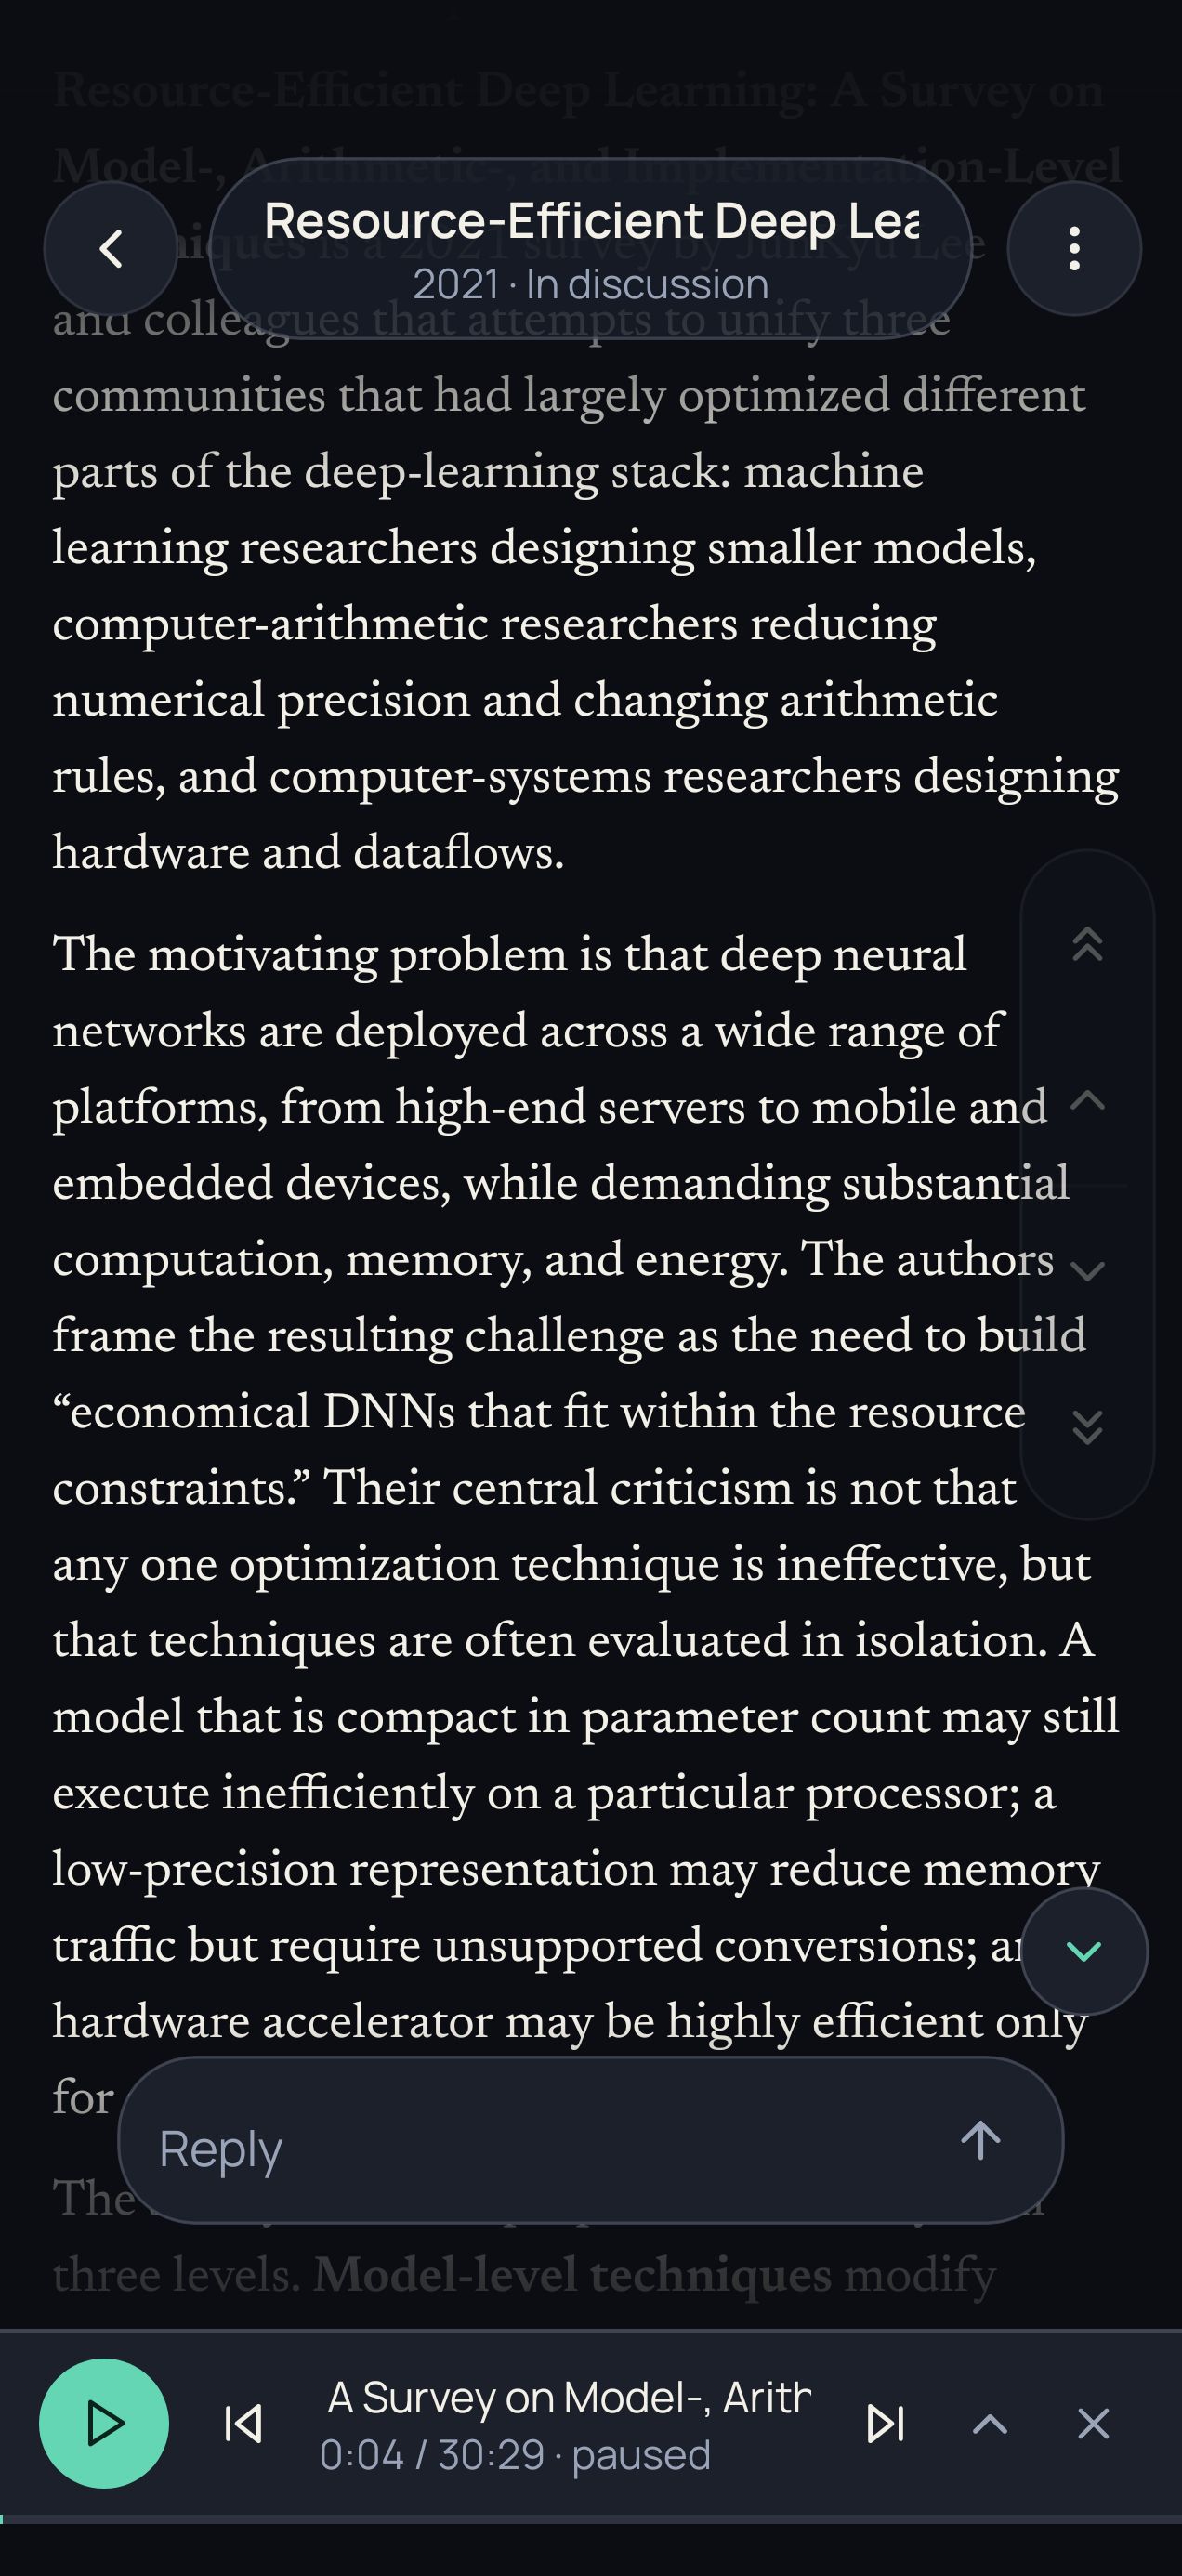 Resource-Efficient Deep Learning: A Survey on
Model-, Arithmetic-, and Implementation-Level
Resource-Efficient Deep Lea
2021 · In discussion
iques is a 2021 survey by JunKyu Lee
and colleagues that attempts to unify three
communities that had largely optimized different
parts of the deep-learning stack: machine
learning researchers designing smaller models,
computer-arithmetic researchers reducing
numerical precision and changing arithmetic
rules, and computer-systems researchers designing
hardware and dataflows.
The motivating problem is that deep neural
networks are deployed across a wide range of
platforms, from high-end servers to mobile and
embedded devices, while demanding substantial
computation, memory, and energy. The authors
frame the resulting challenge as the need to build
“economical DNNs that fit within the resource
constraints.” Their central criticism is not that
any one optimization technique is ineffective, but
that techniques are often evaluated in isolation. A
model that is compact in parameter count may still
execute inefficiently on a particular processor; a
low-precision representation may reduce memory
traffic but require unsupported conversions; a
hardware accelerator may be highly efficient only
for
Reply
The
three levels. Model-level techniques modify
A Survey on Model-, Arith
0:04 / 30:29 · paused